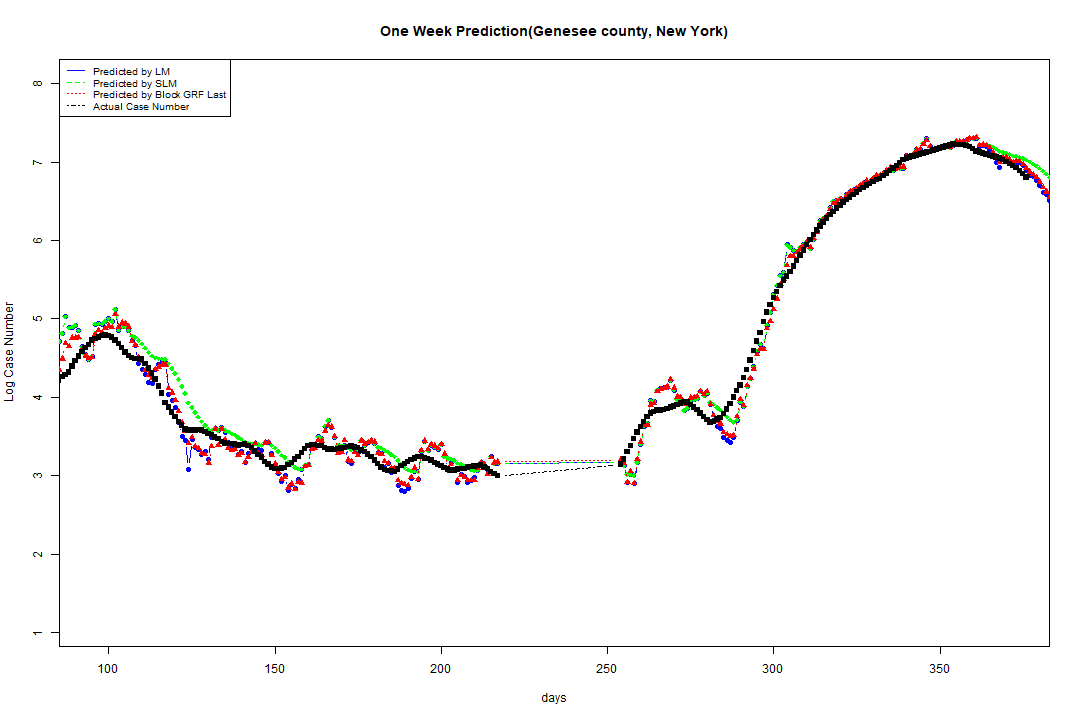 One Week Prediction(Genesee county, New York)
Predicted by LM
Predicted by SLM
Predicted by Block GRF Last
Actual Case Number
8
7
6
5
4
3
2
1
Log Case Number
100 150 200 250 300 350
days